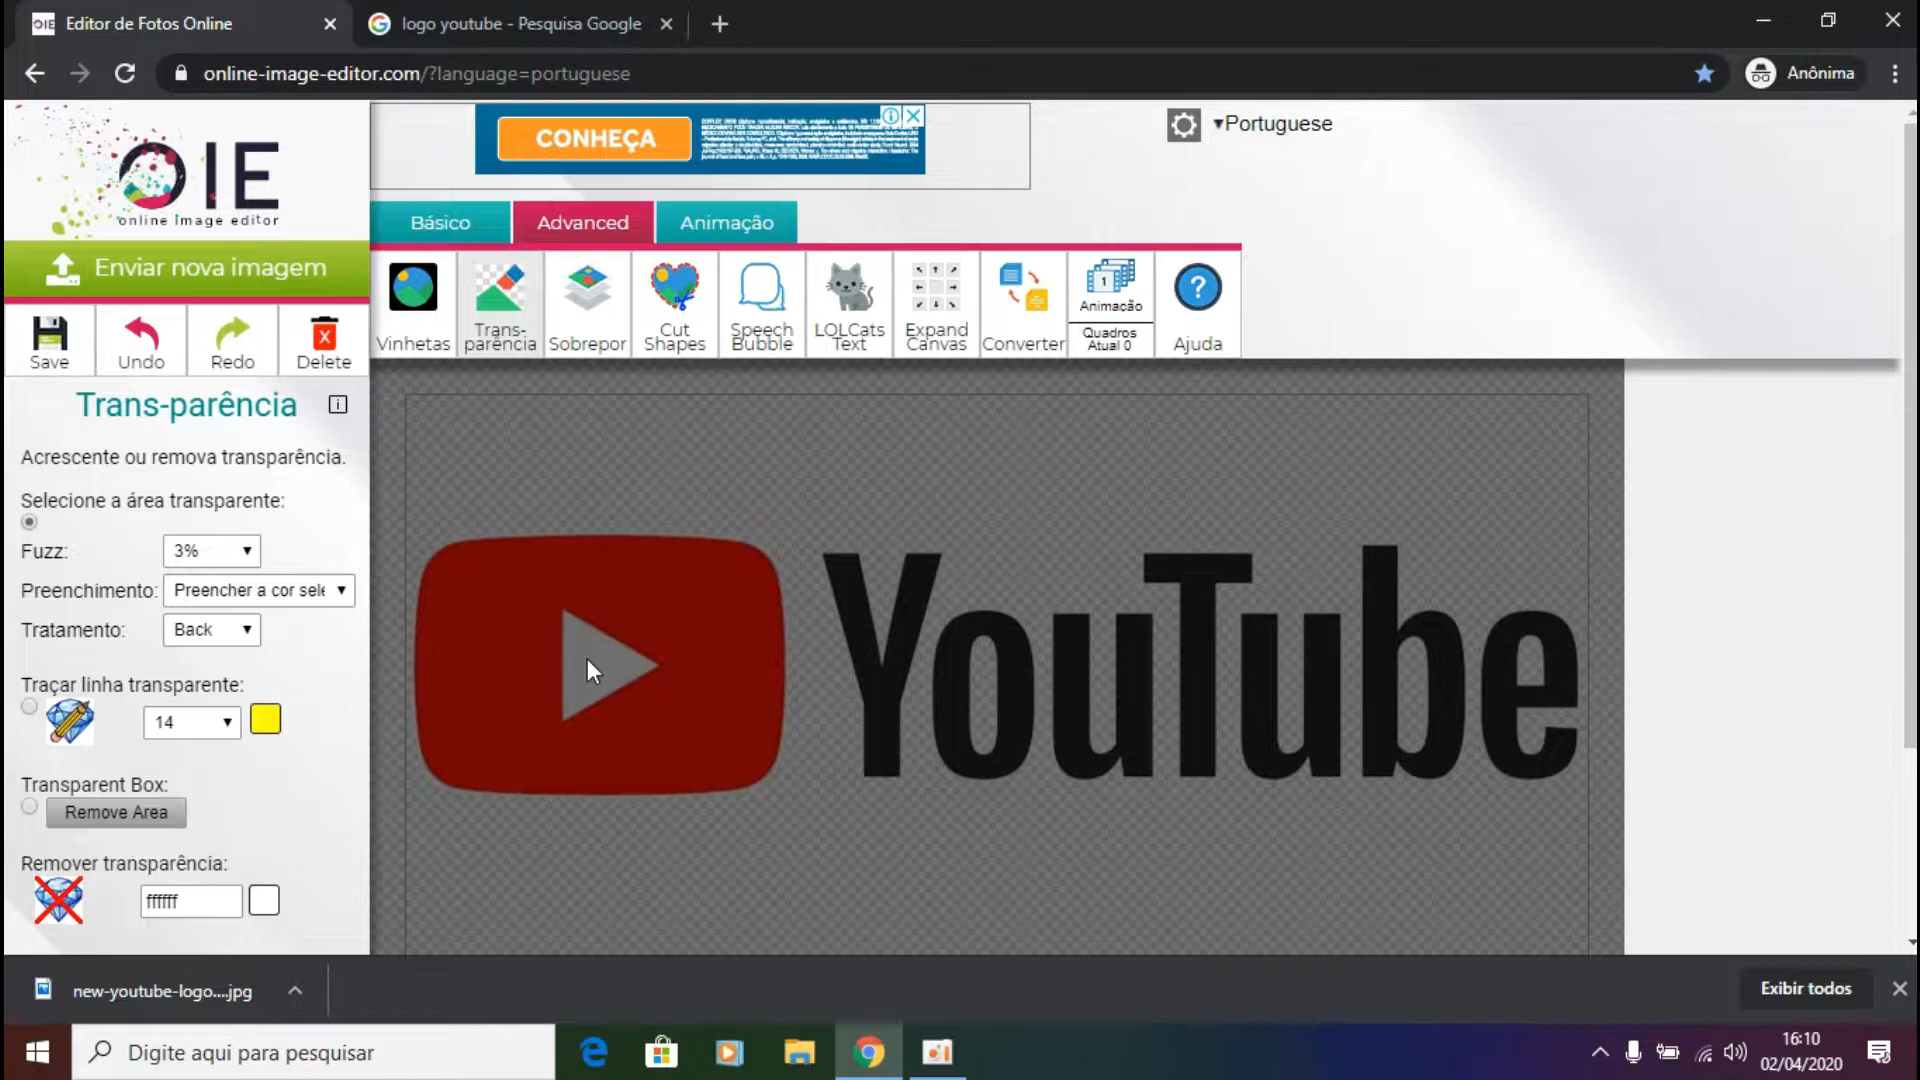 Editor de Fotos Online
logo youtube - Pesquisa Google
online-image-editor.com/?language=portuguese
Anônima
OIE
online image editor
CONHEÇA
▾Portuguese
Básico
Advanced
Animação
Enviar nova imagem
Save
Undo
Redo
Delete
Vinhetas
Trans-
parência
Sobrepor
Cut
Shapes
Speech
Bubble
LOLCats
Text
Expand
Canvas
Converter
1
Animação
Quadros
Atual 0
?
Ajuda
Trans-parência
i
Acrescente ou remova transparência.
Selecione a área transparente:
Fuzz:
3%
Preenchimento:
Preencher a cor sele
Tratamento:
Back
Traçar linha transparente:
14
Transparent Box:
Remove Area
Remover transparência:
ffffff
YouTube
new-youtube-logo....jpg
Exibir todos
Digite aqui para pesquisar
16:10
02/04/2020